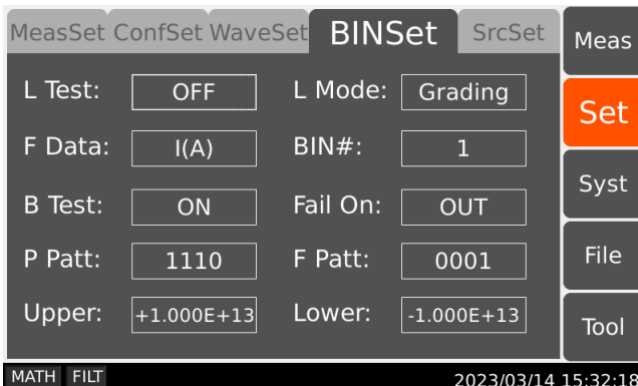 MeasSet ConfSet WaveSet BINSet SrcSet Meas
L Test: OFF L Mode: Grading Set
F Data: I(A) BIN#: 1
B Test: ON Fail On: OUT Syst
P Patt: 1110 F Patt: 0001 File
Upper: +1.000E+13 Lower: -1.000E+13 Tool
MATH FILT 2023/03/14 15:32:18